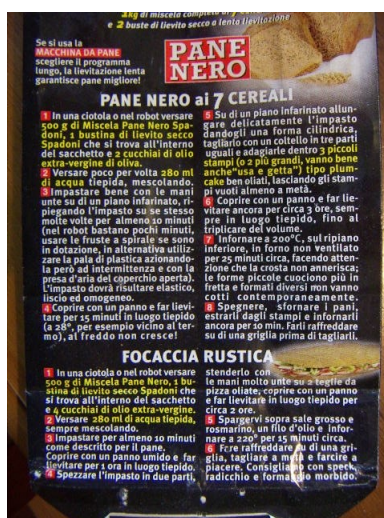 1kg di miscela completa di
e 2 buste di lievito secco a lenta lievitazione
Se si usa la
MACCHINA DA PANE
scegliere il programma
lungo, la lievitazione lenta
garantisce pane migliore!
PANE
NERO
PANE NERO ai 7 CEREALI
1 In una ciotola o nel robot versare
500 g di Miscela Pane Nero Spa-
doni, 1 bustina di lievito secco
Spadoni che si trova all'interno
del sacchetto e 2 cucchiai di olio
extra-vergine di oliva.
2 Versare poco per volta 280 ml
di acqua tiepida, mescolando.
3 Impastare bene con le mani
unte su di un piano infarinato, ri-
piegando l'impasto su se stesso
molte volte per almeno 10 minuti
(nel robot bastano pochi minuti,
usare le fruste a spirale se sono
in dotazione, in alternativa utiliz-
zare la pala di plastica azionando-
la però ad intermittenza e con la
presa d'aria del coperchio aperta).
L'impasto dovrà risultare elastico,
liscio ed omogeneo.
4 Coprire con un panno e far lievi-
tare per 15 minuti in luogo tiepido
(a 28°, per esempio vicino al ter-
mo), al freddo non cresce!
5 Su di un piano infarinato allun-
gare delicatamente l'impasto
dandogli una forma cilindrica,
tagliarlo con un coltello in tre parti
uguali e adagiarle dentro 3 piccoli
stampi (o 2 più grandi, vanno bene
anche"usa e getta") tipo plum-
cake ben oliati, lasciando gli stam-
pi vuoti almeno a metà.
6 Coprire con un panno e far lie-
vitare ancora per circa 3 ore, sem-
pre in luogo tiepido, fino al
triplicare del volume.
7 Infornare a 200°C, sul ripiano
inferiore, in forno non ventilato
per 25 minuti circa, facendo atten-
zione che la crosta non annerisca;
le forme piccole cuociono più in
fretta e formati diversi non vanno
cotti contemporaneamente.
8 Spegnere, sfornare i pani,
estrarli dagli stampi e infornarli
ancora per 10 min. Farli raffreddare
su di una griglia prima di tagliarli.
FOCACCIA RUSTICA
1 In una ciotola o nel robot versare
500 g di Miscela Pane Nero, 1 bu-
stina di lievito secco Spadoni che
si trova all'interno del sacchetto
e 4 cucchiai di olio extra-vergine.
2 Versare 280 ml di acqua tiepida,
sempre mescolando.
3 Impastare per almeno 10 minuti
come descritto per il pane.
Coprire con un panno umido e far
lievitare per 1 ora in luogo tiepido.
4 Spezzare l'impasto in due parti,
stenderlo con
le mani molto unte su 2 teglie da
pizza oliate, coprire con un panno
e far lievitare in luogo tiepido per
circa 2 ore.
5 Spargervi sopra sale grosso e
rosmarino, un filo d'olio e infor-
nare a 220° per 15 minuti circa.
6 Far raffreddare su di una gri-
glia, tagliare a metà e farcire a
piacere. Consigliamo con speck,
radicchio e formaggio morbido.